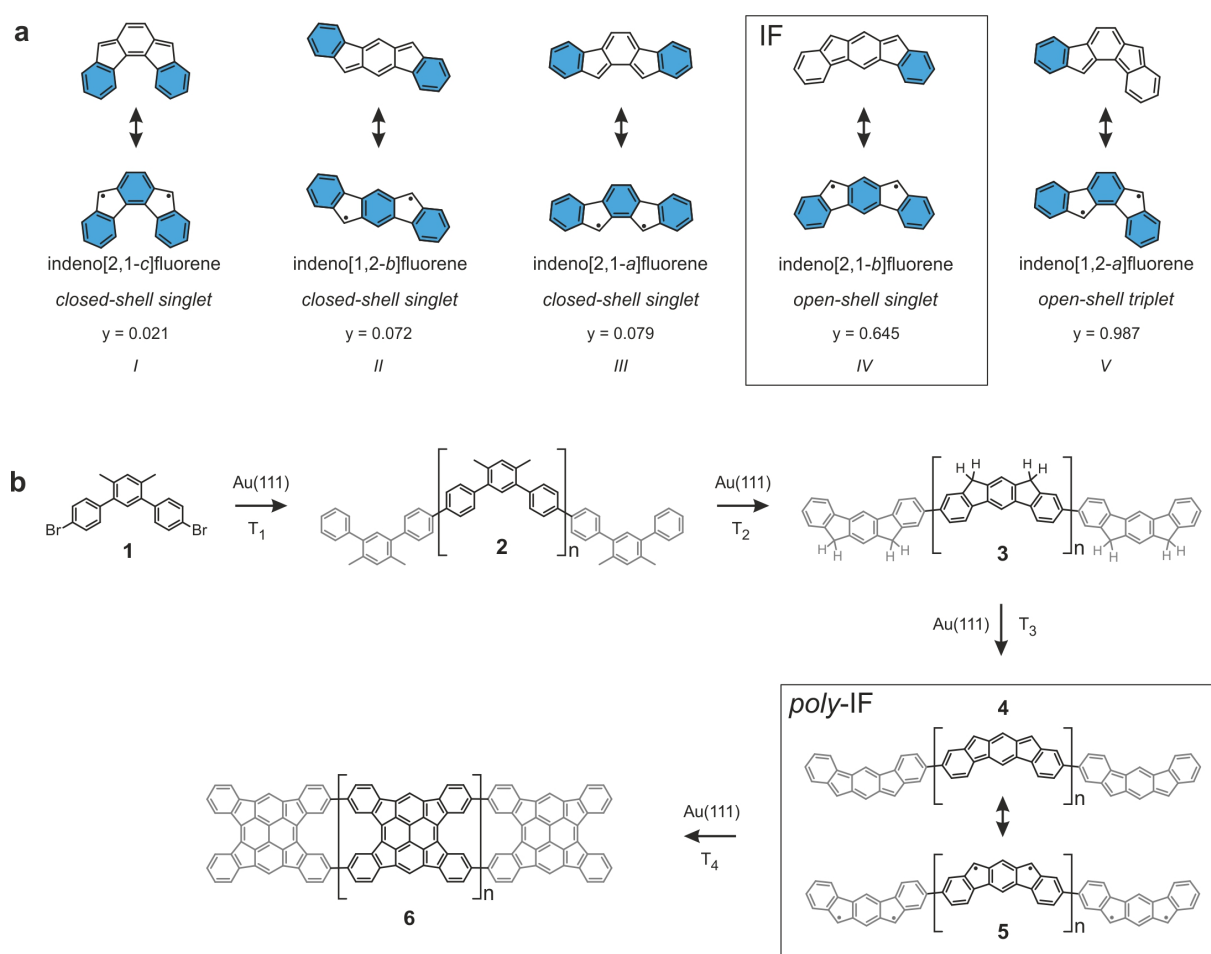 a
IF
indeno[2,1-c]fluorene
closed-shell singlet
y = 0.021
I
indeno[1,2-b]fluorene
closed-shell singlet
y = 0.072
II
indeno[2,1-a]fluorene
closed-shell singlet
y = 0.079
III
indeno[2,1-b]fluorene
open-shell singlet
y = 0.645
IV
indeno[1,2-a]fluorene
open-shell triplet
y = 0.987
V
b
Br
Br
1
Au(111)
T1
2
n
Au(111)
T2
H H
H H
H H
H H
H H
H H
3
n
Au(111) T3
poly-IF
4
n
5
n
Au(111)
T4
6
n